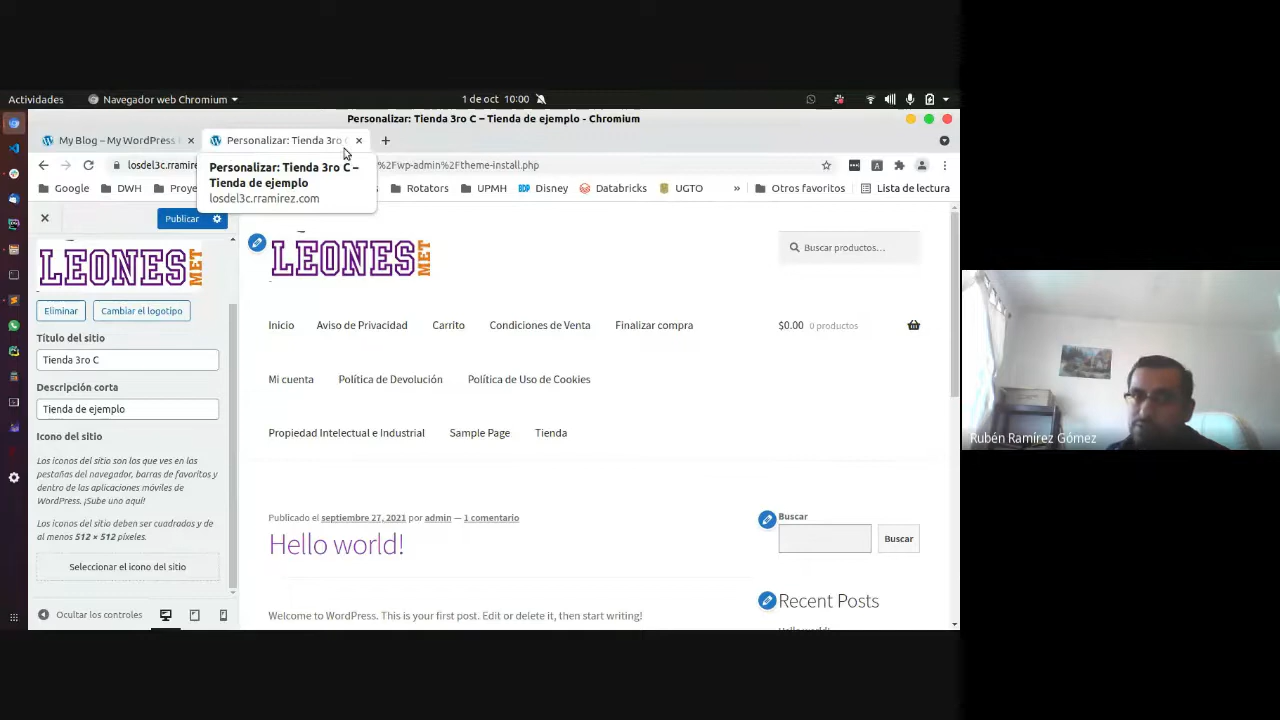 Actividades
Navegador web Chromium
1 de oct 10:00
Personalizar: Tienda 3ro C – Tienda de ejemplo - Chromium
My Blog – My WordPress
Personalizar: Tienda 3ro
losdel3c.rramire
%2Fwp-admin%2Ftheme-install.php
Personalizar: Tienda 3ro C –
Tienda de ejemplo
losdel3c.rramirez.com
Google
DWH
Proye
Rotators
UPMH
Disney
Databricks
UGTO
»
Otros favoritos
Lista de lectura
Publicar
LEONES MET
Eliminar
Cambiar el logotipo
Título del sitio
Tienda 3ro C
Descripción corta
Tienda de ejemplo
Icono del sitio
Los iconos del sitio son los que ves en las
pestañas del navegador, barras de favoritos y
dentro de las aplicaciones móviles de
WordPress. ¡Sube uno aquí!
Los iconos del sitio deben ser cuadrados y de
al menos 512 × 512 píxeles.
Seleccionar el icono del sitio
Ocultar los controles
LEONES MET
Buscar productos…
Inicio
Aviso de Privacidad
Carrito
Condiciones de Venta
Finalizar compra
$0.00 0 productos
Mi cuenta
Política de Devolución
Política de Uso de Cookies
Propiedad Intelectual e Industrial
Sample Page
Tienda
Publicado el septiembre 27, 2021 por admin — 1 comentario
Hello world!
Welcome to WordPress. This is your first post. Edit or delete it, then start writing!
Buscar
Buscar
Recent Posts
Hello world!
Rubén Ramírez Gómez